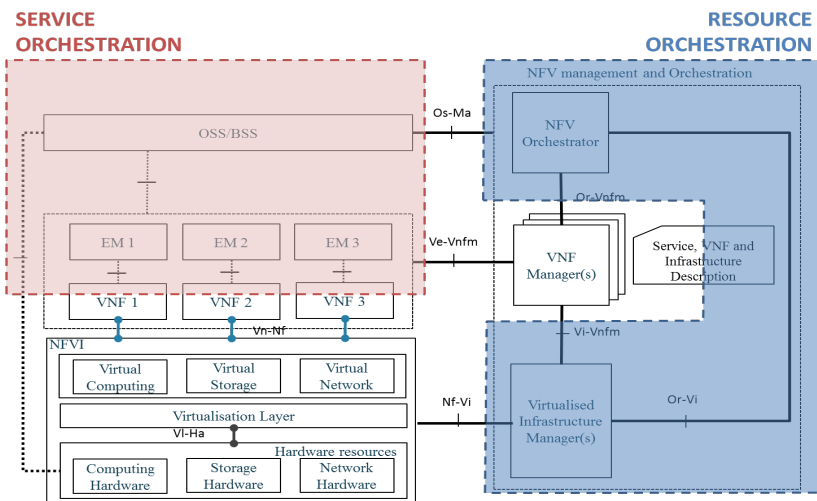 SERVICE
ORCHESTRATION
RESOURCE
ORCHESTRATION
NFV management and Orchestration
Os-Ma
OSS/BSS
NFV
Orchestrator
Or-Vnfm
EM 1
EM 2
EM 3
Ve-Vnfm
VNF
Manager(s)
Service, VNF and
Infrastructure
Description
VNF 1
VNF 2
VNF 3
Vn-Nf
NFVI
Vi-Vnfm
Virtual
Computing
Virtual
Storage
Virtual
Network
Virtualisation Layer
Nf-Vi
Virtualised
Infrastructure
Manager(s)
Or-Vi
Vl-Ha
Hardware resources
Computing
Hardware
Storage
Hardware
Network
Hardware